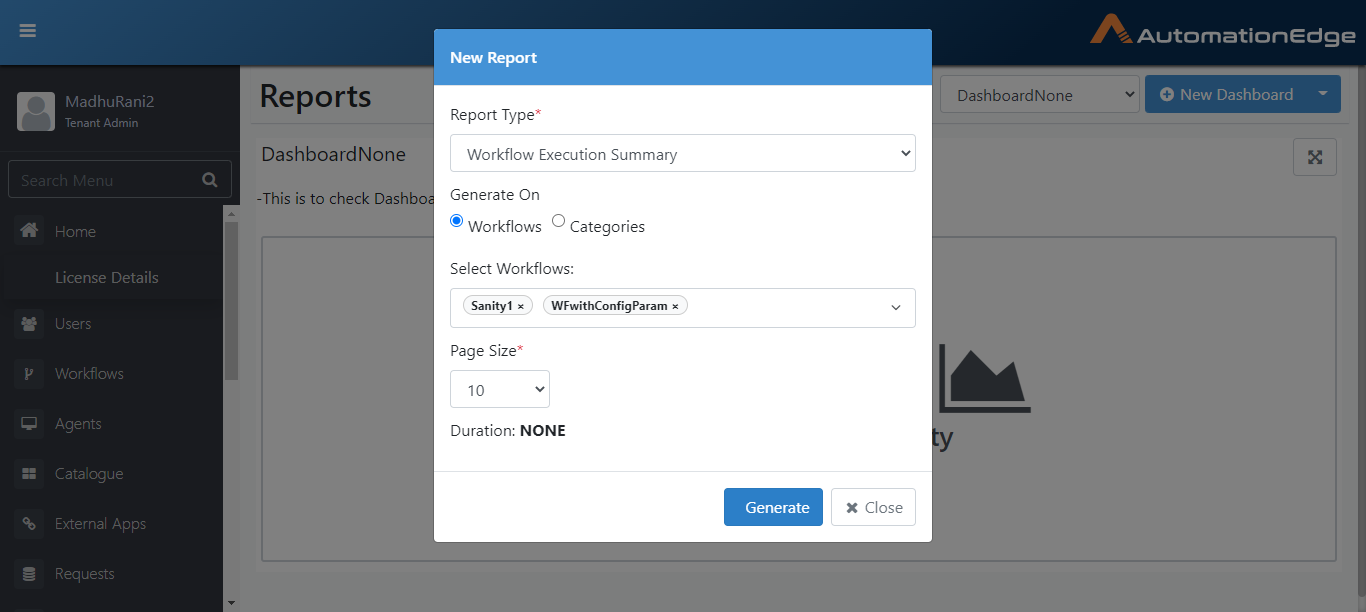 AutomationEdge
New Report
MadhuRani2
Tenant Admin
Reports
DashboardNone
New Dashboard
Search Menu
DashboardNone
-This is to check Dashboa
Home
License Details
Users
Workflows
Agents
Catalogue
External Apps
Requests
Report Type*
Workflow Execution Summary
Generate On
Workflows Categories
Select Workflows:
Sanity1 × WFwithConfigParam ×
Page Size*
10
Duration: NONE
ty
Generate Close